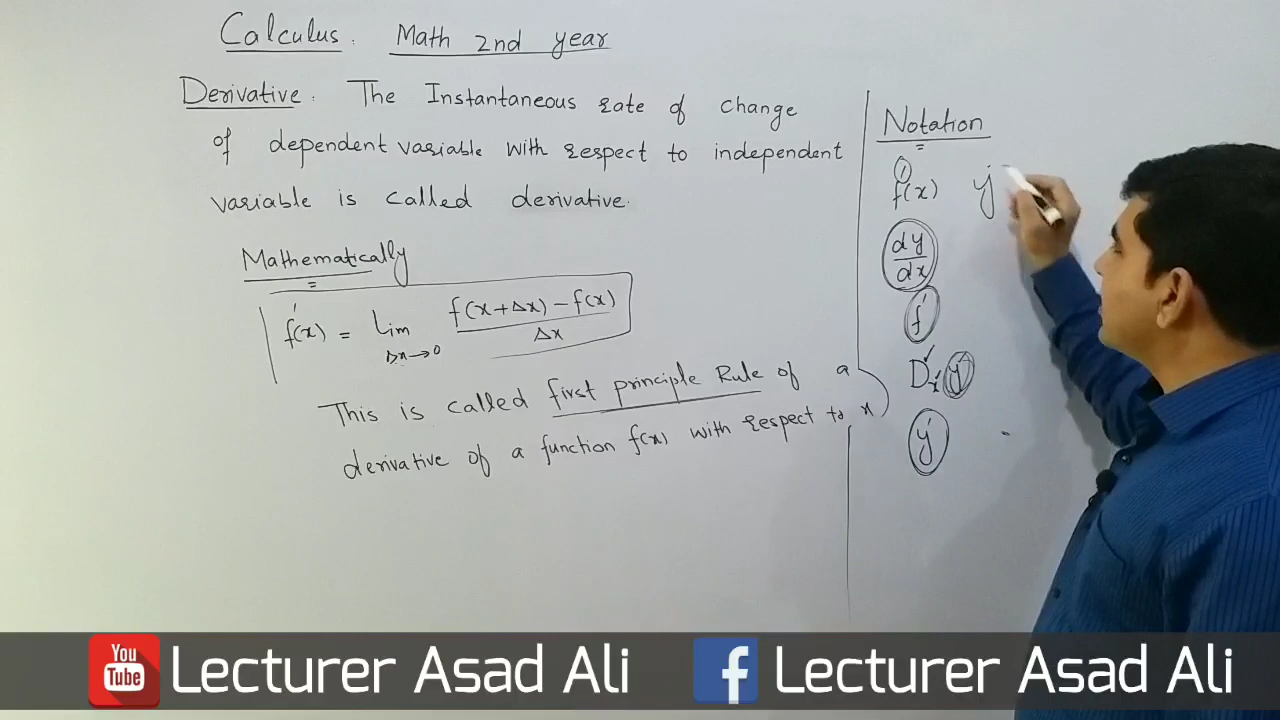 Calculus. Math 2nd year
Derivative. The Instantaneous rate of change
of dependent variable with respect to independent
variable is called derivative.
Mathematically
f'(x) = Lim Δx→0 f(x+Δx) − f(x) / Δx
This is called first principle Rule of a
derivative of a function f(x) with respect to x
Notation
f'(x) ẏ
dy/dx
f'
Dₓ y
y'
You Tube Lecturer Asad Ali f Lecturer Asad Ali